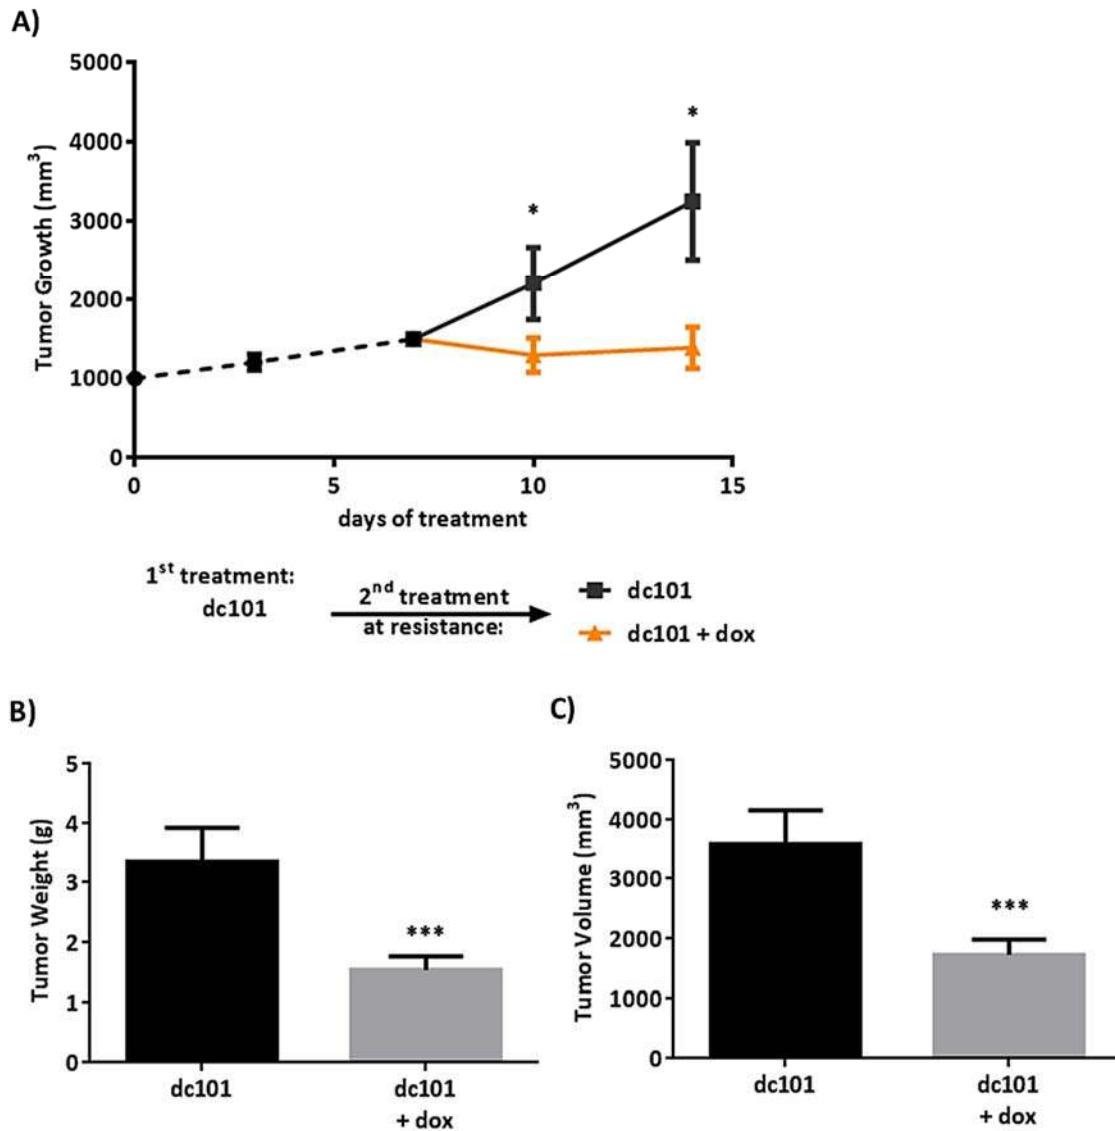 A)
Tumor Growth (mm³)
5000
4000
3000
2000
1000
0
*
*
0
5
10
15
days of treatment
1st treatment:
dc101
2nd treatment
at resistance:
dc101
dc101 + dox
B)
Tumor Weight (g)
5
4
3
2
1
0
***
dc101
dc101
+ dox
C)
Tumor Volume (mm³)
5000
4000
3000
2000
1000
0
***
dc101
dc101
+ dox